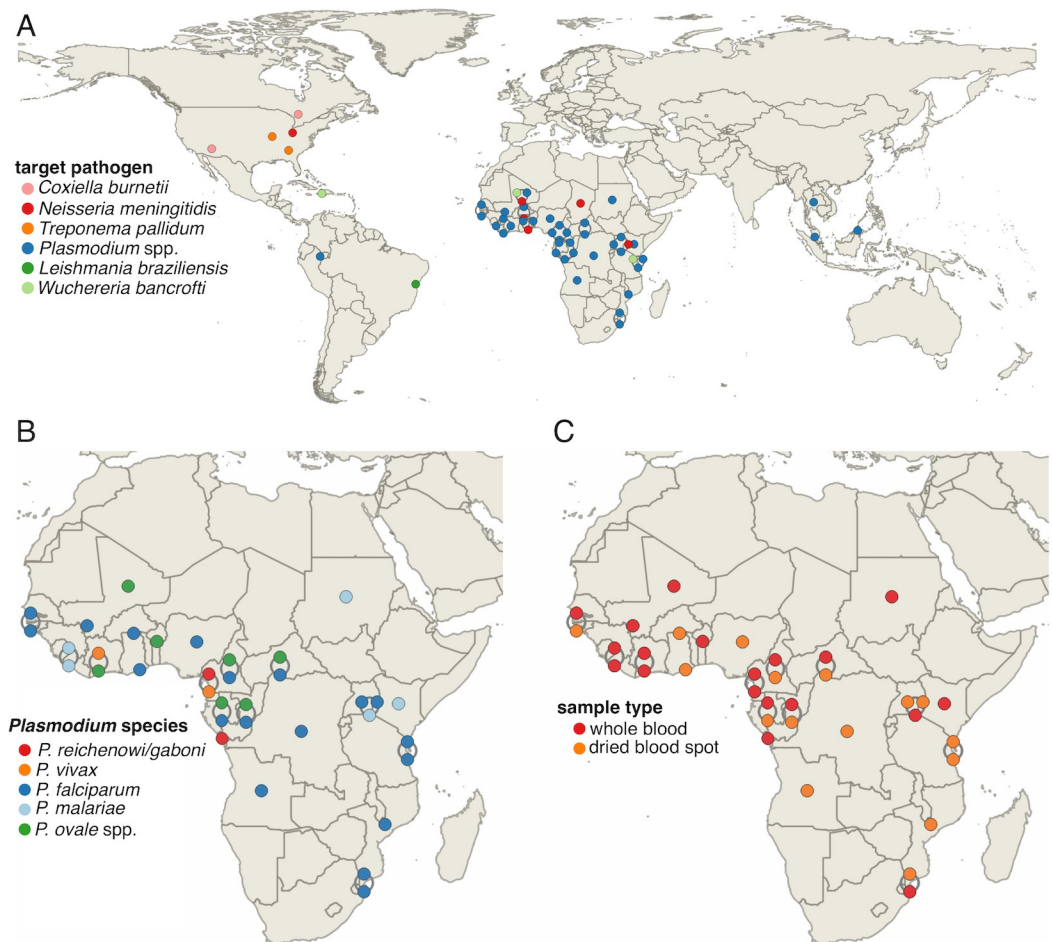 A
target pathogen
Coxiella burnetii
Neisseria meningitidis
Treponema pallidum
Plasmodium spp.
Leishmania braziliensis
Wuchereria bancrofti
B
Plasmodium species
P. reichenowi/gaboni
P. vivax
P. falciparum
P. malariae
P. ovale spp.
C
sample type
whole blood
dried blood spot